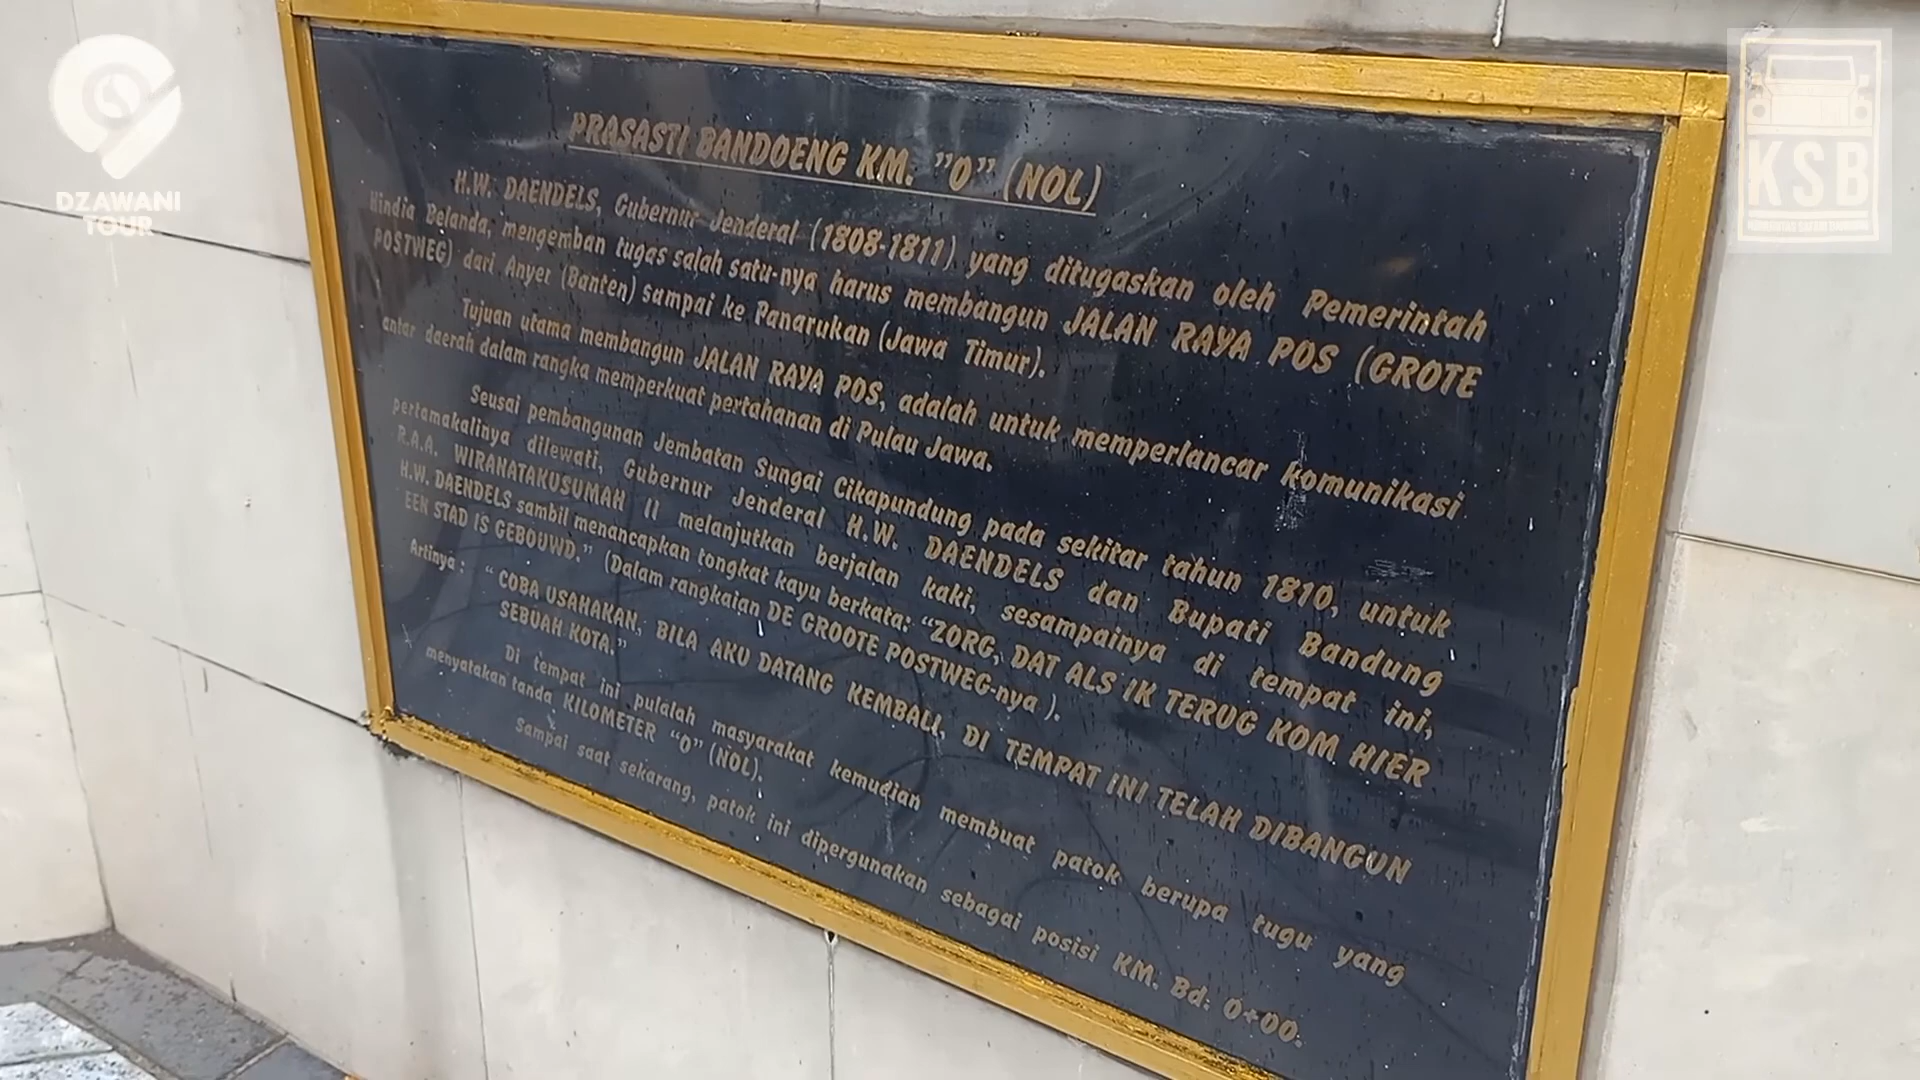 DZAWANI
TOUR
KSB
PRASASTI BANDOENG KM. "0" (NOL)
H.W. DAENDELS, Gubernur Jenderal (1808-1811) yang ditugaskan oleh Pemerintah
Hindia Belanda, mengemban tugas salah satu-nya harus membangun JALAN RAYA POS (GROTE
POSTWEG) dari Anyer (Banten) sampai ke Panarukan (Jawa Timur).
Tujuan utama membangun JALAN RAYA POS, adalah untuk memperlancar komunikasi
antar daerah dalam rangka memperkuat pertahanan di Pulau Jawa.
Seusai pembangunan Jembatan Sungai Cikapundung pada sekitar tahun 1810, untuk
pertamakalinya dilewati, Gubernur Jenderal H.W. DAENDELS dan Bupati Bandung
R.A.A. WIRANATAKUSUMAH II melanjutkan berjalan kaki, sesampainya di tempat ini,
H.W. DAENDELS sambil menancapkan tongkat kayu berkata: "ZORG, DAT ALS IK TERUG KOM HIER
EEN STAD IS GEBOUWD." (Dalam rangkaian DE GROOTE POSTWEG-nya ).
Artinya : " COBA USAHAKAN, BILA AKU DATANG KEMBALI, DI TEMPAT INI TELAH DIBANGUN
SEBUAH KOTA."
Di tempat ini pulalah masyarakat kemudian membuat patok berupa tugu yang
menyatakan tanda KILOMETER "0" (NOL).
Sampai saat sekarang, patok ini dipergunakan sebagai posisi KM. Bd. 0+00.